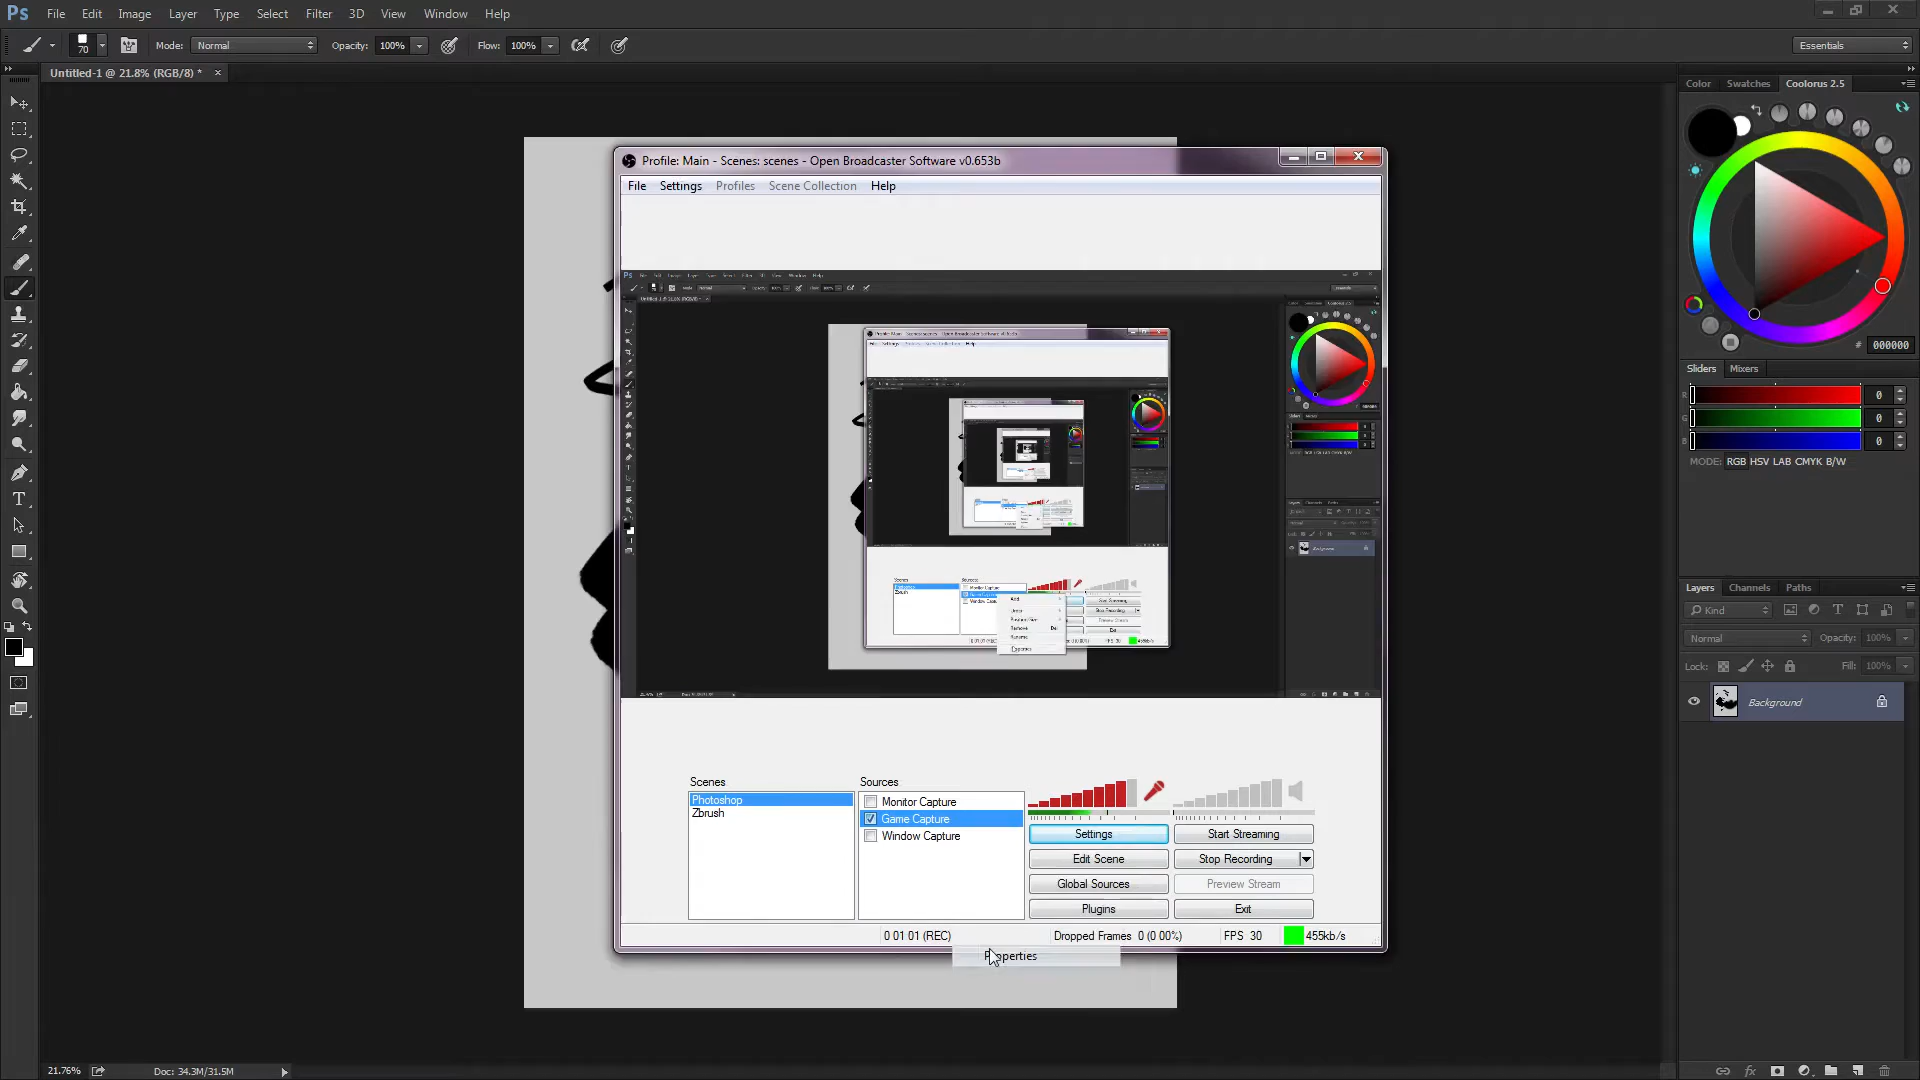 Ps File Edit Image Layer Type Select Filter 3D View Window Help
70 Mode: Normal Opacity: 100% Flow: 100% Essentials
Untitled-1 @ 21.8% (RGB/8) * ×
Color Swatches Coolorus 2.5
# 000000
Sliders Mixers
R 0
G 0
B 0
MODE: RGB HSV LAB CMYK B/W
Layers Channels Paths
Kind
Normal Opacity: 100%
Lock: Fill: 100%
Background
Profile: Main - Scenes: scenes - Open Broadcaster Software v0.653b
File Settings Profiles Scene Collection Help
Scenes
Photoshop
Zbrush
Sources
Monitor Capture
Game Capture
Window Capture
Settings Start Streaming
Edit Scene Stop Recording
Global Sources Preview Stream
Plugins Exit
0 01 01 (REC) Dropped Frames 0 (0 00%) FPS 30 455kb/s
Properties
21.76% Doc: 34.3M/31.5M